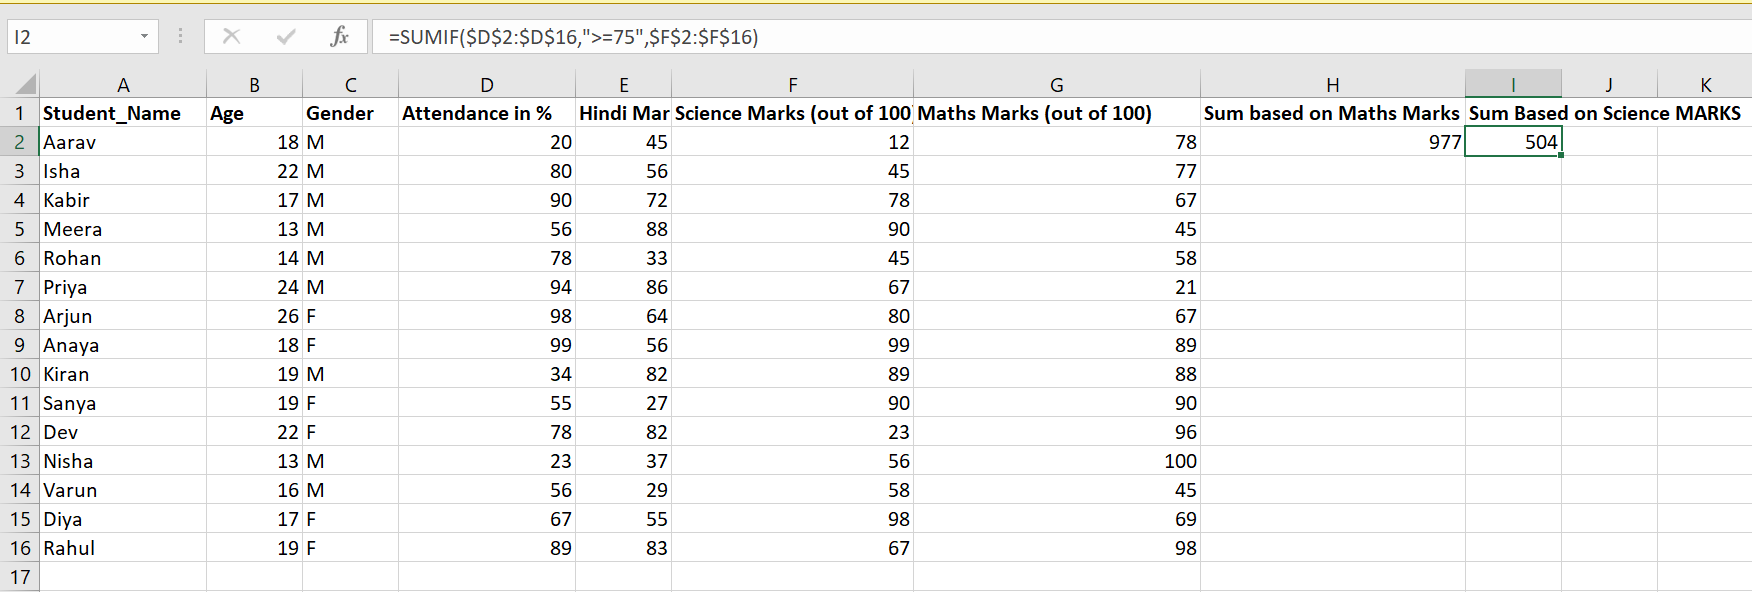 I2 fx =SUMIF($D$2:$D$16,">=75",$F$2:$F$16)
A B C D E F G H I J K
1 Student_Name Age Gender Attendance in % Hindi Mar Science Marks (out of 100) Maths Marks (out of 100) Sum based on Maths Marks Sum Based on Science MARKS
2 Aarav 18 M 20 45 12 78 977 504
3 Isha 22 M 80 56 45 77
4 Kabir 17 M 90 72 78 67
5 Meera 13 M 56 88 90 45
6 Rohan 14 M 78 33 45 58
7 Priya 24 M 94 86 67 21
8 Arjun 26 F 98 64 80 67
9 Anaya 18 F 99 56 99 89
10 Kiran 19 M 34 82 89 88
11 Sanya 19 F 55 27 90 90
12 Dev 22 F 78 82 23 96
13 Nisha 13 M 23 37 56 100
14 Varun 16 M 56 29 58 45
15 Diya 17 F 67 55 98 69
16 Rahul 19 F 89 83 67 98
17